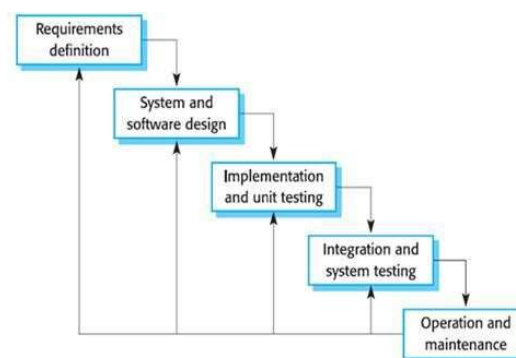 Requirements
definition
System and
software design
Implementation
and unit testing
Integration and
system testing
Operation and
maintenance